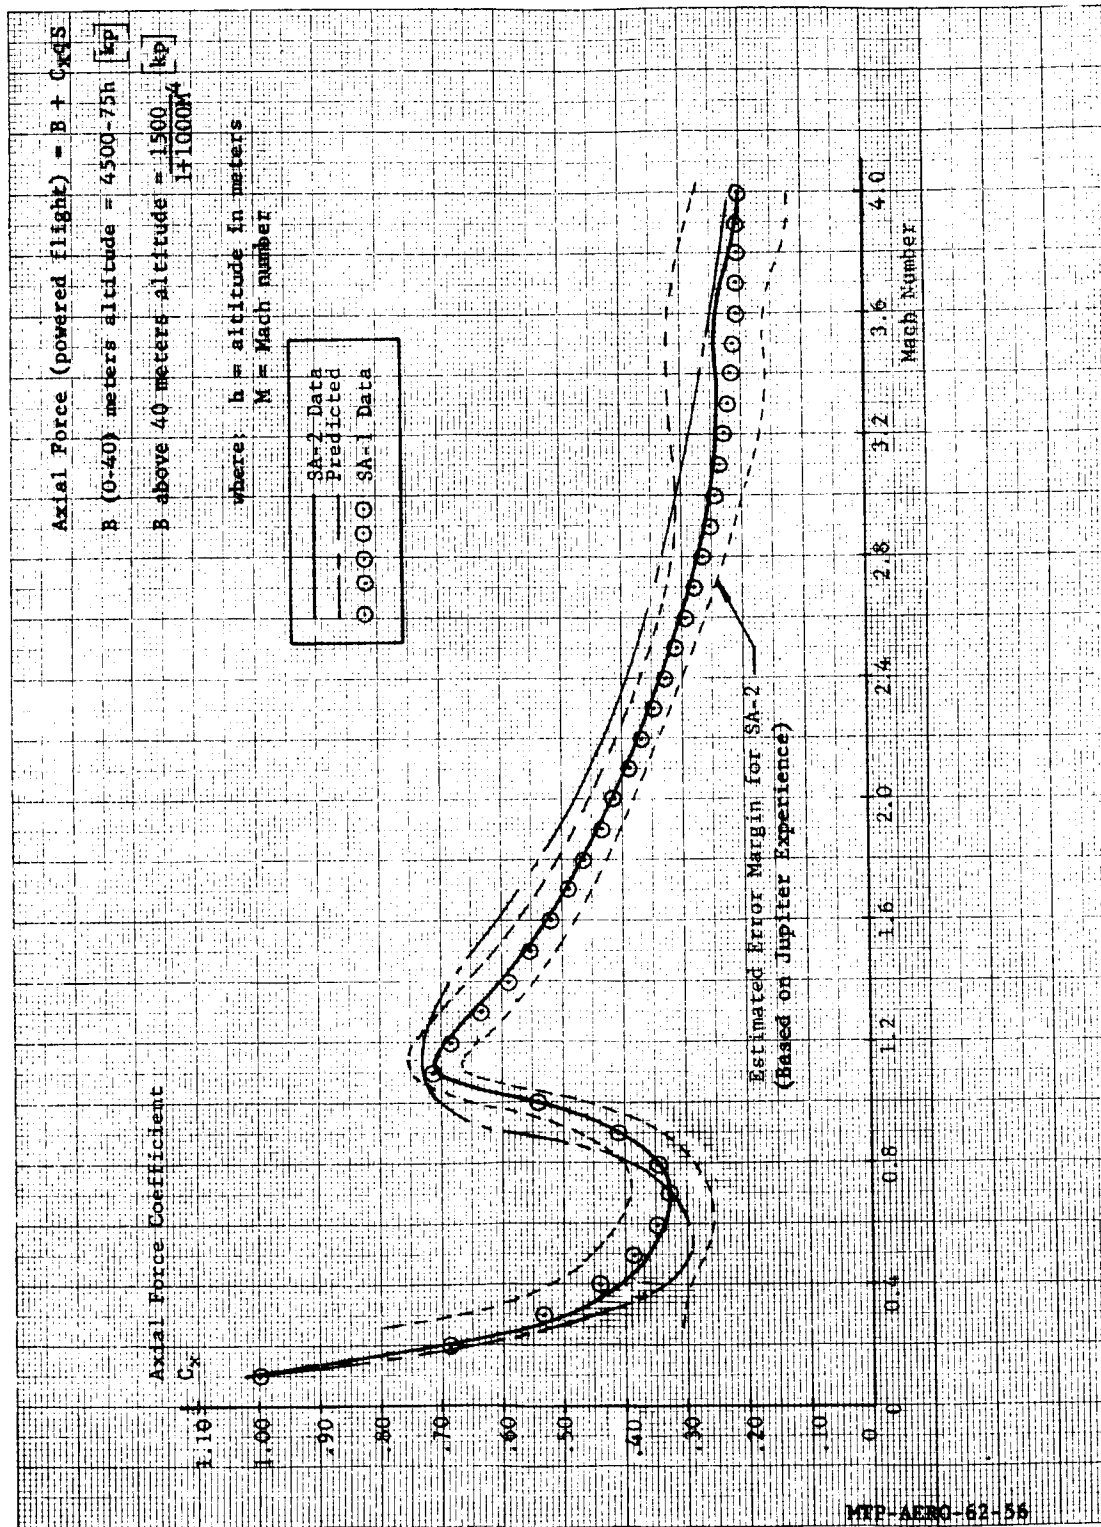 Axial Force (powered flight) = B + CxqS
B (0-40) meters altitude = 4500-75h [kp]
B above 40 meters altitude = 1500 / 1+1000M⁴ [kp]
where: h = altitude in meters
M = Mach number
SA-2 Data
Predicted
SA-1 Data
Axial Force Coefficient
Cx
1.10
1.00
.90
.80
.70
.60
.50
.40
.30
.20
.10
0
0 0.4 0.8 1.2 1.6 2.0 2.4 2.8 3.2 3.6 4.0
Mach Number
Estimated Error Margin for SA-2
(Based on Jupiter Experience)
MTP-AERO-62-56